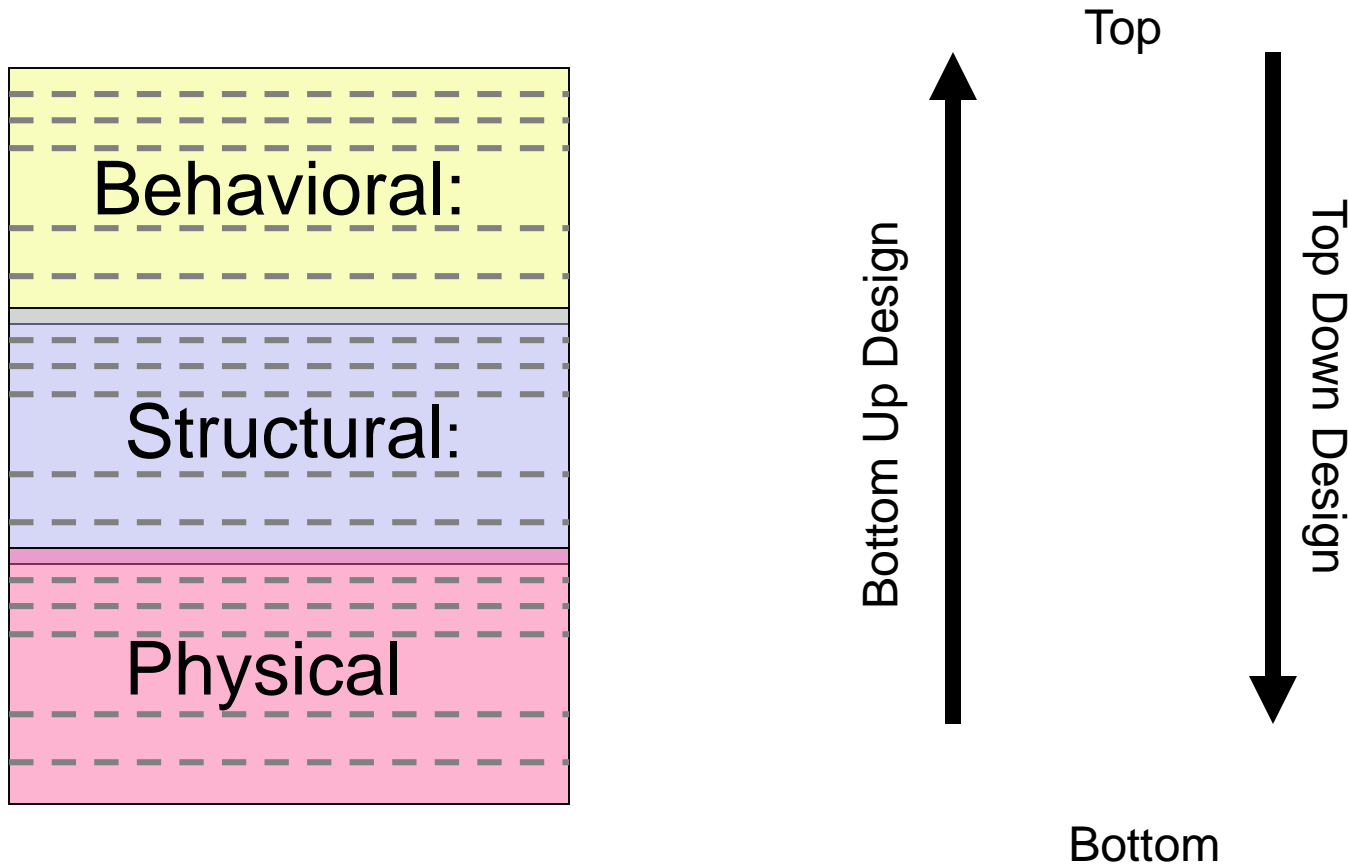 Top
Behavioral:
Structural:
Physical
Bottom Up Design
Top Down Design
Bottom